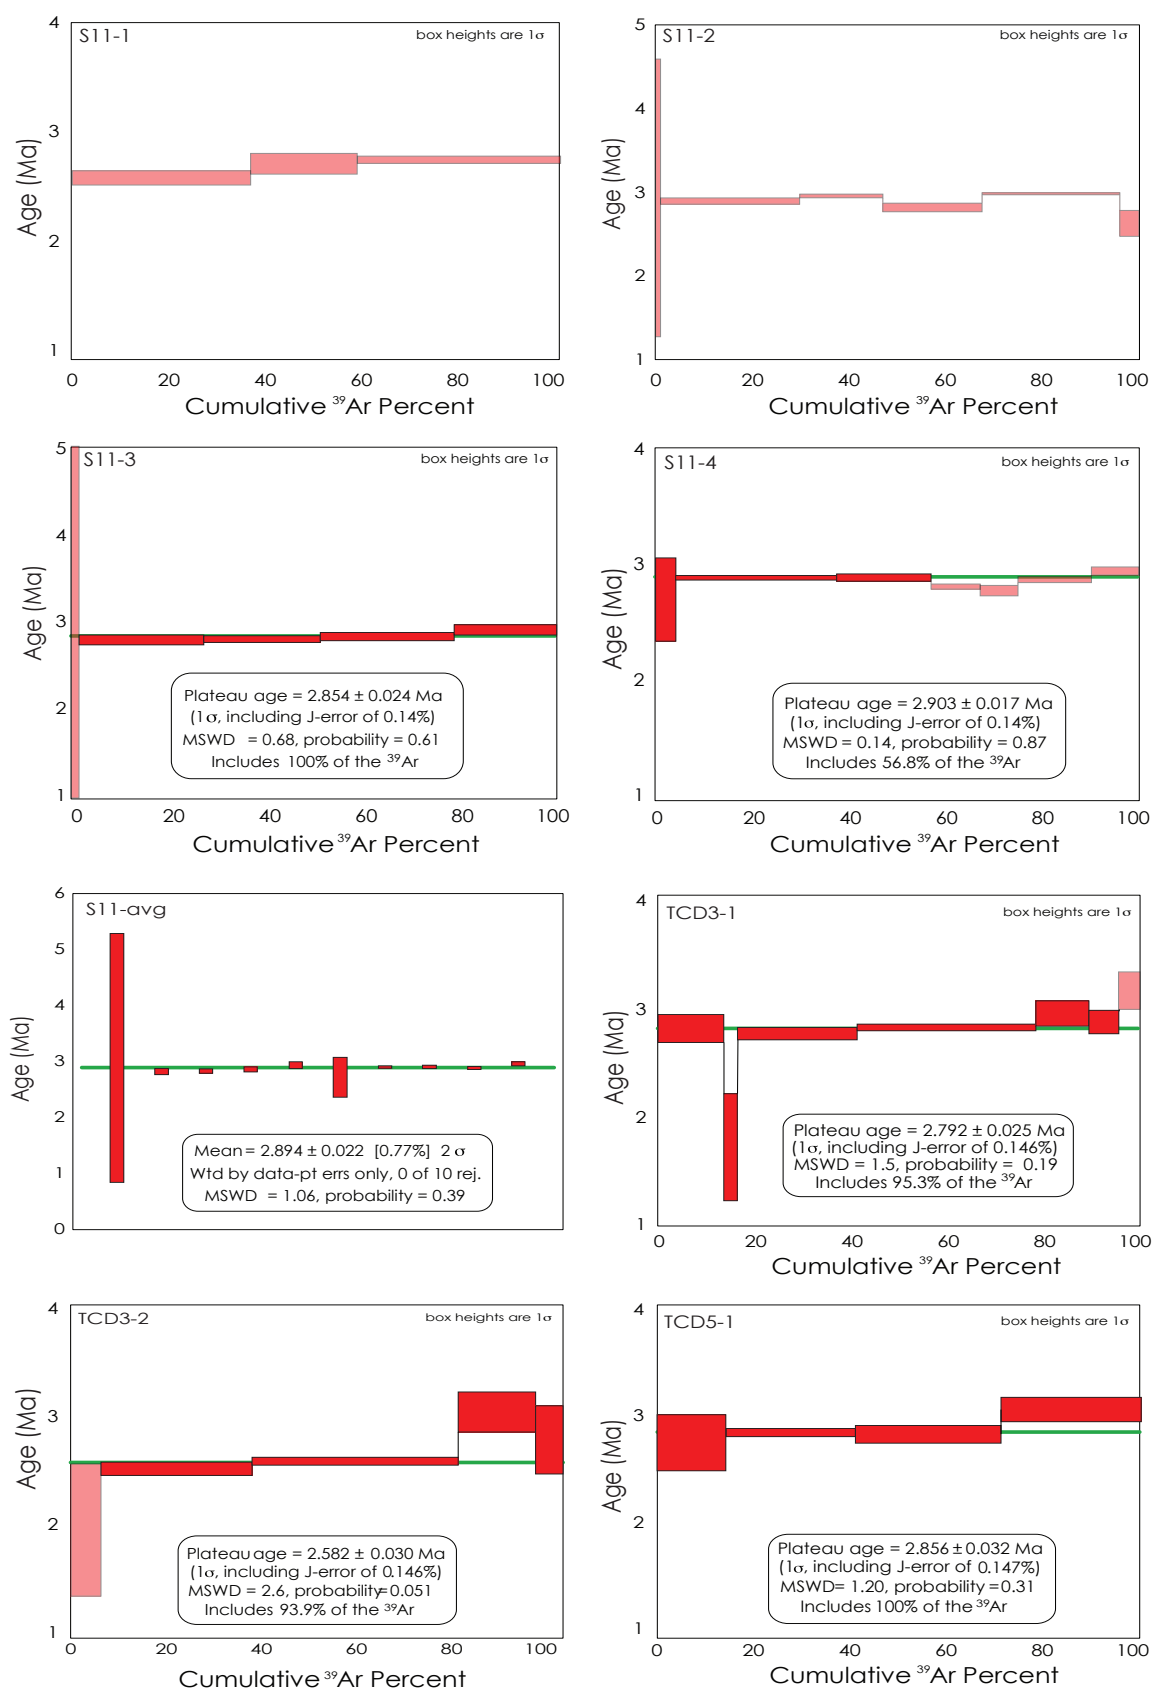 S11-1
box heights are 1σ
4
3
2
1
Age (Ma)
0 20 40 60 80 100
Cumulative ³⁹Ar Percent
S11-2
box heights are 1σ
5
4
3
2
1
Age (Ma)
0 20 40 60 80 100
Cumulative ³⁹Ar Percent
S11-3
box heights are 1σ
5
4
3
2
1
Age (Ma)
Plateau age = 2.854 ± 0.024 Ma
(1σ, including J-error of 0.14%)
MSWD = 0.68, probability = 0.61
Includes 100% of the ³⁹Ar
20 40 60 80 100
Cumulative ³⁹Ar Percent
S11-4
box heights are 1σ
4
3
2
1
Age (Ma)
Plateau age = 2.903 ± 0.017 Ma
(1σ, including J-error of 0.14%)
MSWD = 0.14, probability = 0.87
Includes 56.8% of the ³⁹Ar
0 20 40 60 80 100
Cumulative ³⁹Ar Percent
S11-avg
6
5
4
3
2
1
0
Age (Ma)
Mean = 2.894 ± 0.022 [0.77%] 2 σ
Wtd by data-pt errs only, 0 of 10 rej.
MSWD = 1.06, probability = 0.39
TCD3-1
box heights are 1σ
4
3
2
1
Age (Ma)
Plateau age = 2.792 ± 0.025 Ma
(1σ, including J-error of 0.146%)
MSWD = 1.5, probability = 0.19
Includes 95.3% of the ³⁹Ar
0 20 40 60 80 100
Cumulative ³⁹Ar Percent
TCD3-2
box heights are 1σ
4
3
2
1
Age (Ma)
Plateau age = 2.582 ± 0.030 Ma
(1σ, including J-error of 0.146%)
MSWD = 2.6, probability=0.051
Includes 93.9% of the ³⁹Ar
0 20 40 60 80 100
Cumulative ³⁹Ar Percent
TCD5-1
box heights are 1σ
4
3
2
1
Age (Ma)
Plateau age = 2.856 ± 0.032 Ma
(1σ, including J-error of 0.147%)
MSWD= 1.20, probability =0.31
Includes 100% of the ³⁹Ar
0 20 40 60 80 100
Cumulative ³⁹Ar Percent